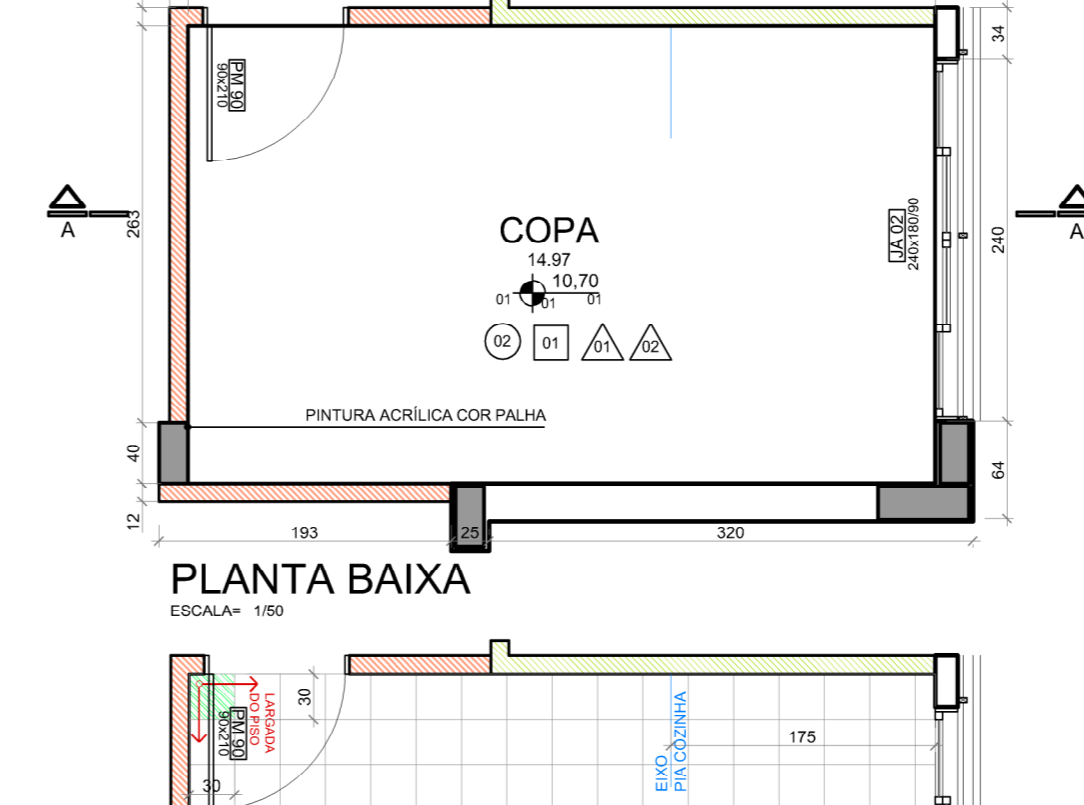 34
PM 90
90x210
A
263
COPA
14.97
10,70
01 01 01
02 01 01 02
JA 02
240x180/90
240
A
PINTURA ACRÍLICA COR PALHA
40
64
12
193 25 320
PLANTA BAIXA
ESCALA= 1/50
LARGADA
DO PISO
30
PM 90
90x210
30
EIXO
PIA COZINHA
175